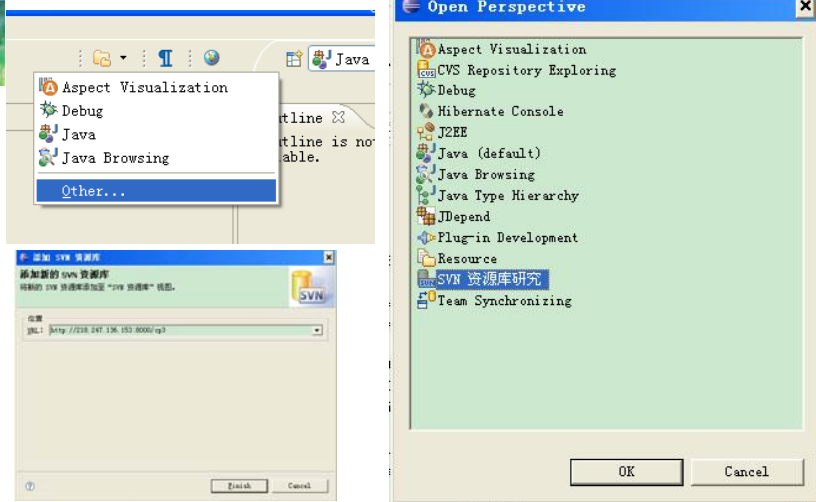 Java
Aspect Visualization
Debug
Java
Java Browsing
Other...
tline
tline is no
able.
添加 SVN 资源库
添加新的 SVN 资源库
将新的 SVN 资源库添加至“SVN 资源库”视图。
SVN
位置
URL:
Finish
Cancel
Open Perspective
Aspect Visualization
CVS Repository Exploring
Debug
Hibernate Console
J2EE
Java (default)
Java Browsing
Java Type Hierarchy
JDepend
Plug-in Development
Resource
SVN 资源库研究
Team Synchronizing
OK
Cancel